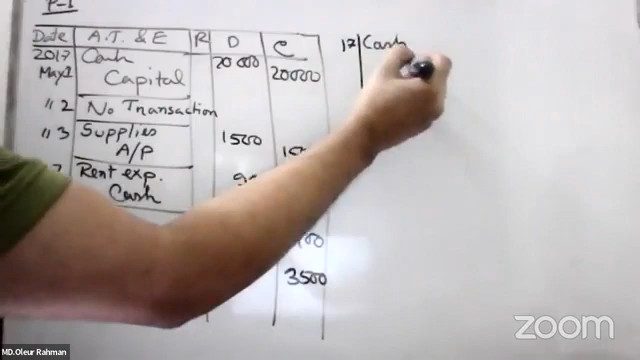 P-1
Date A.T. & E R D C
2017 Cash 20000
May 1 Capital 20000
"2 No Transaction
"3 Supplies 1500
A/P
Rent exp.
Cash
3500
17 Cash
zoom
MD.Oleur Rahman